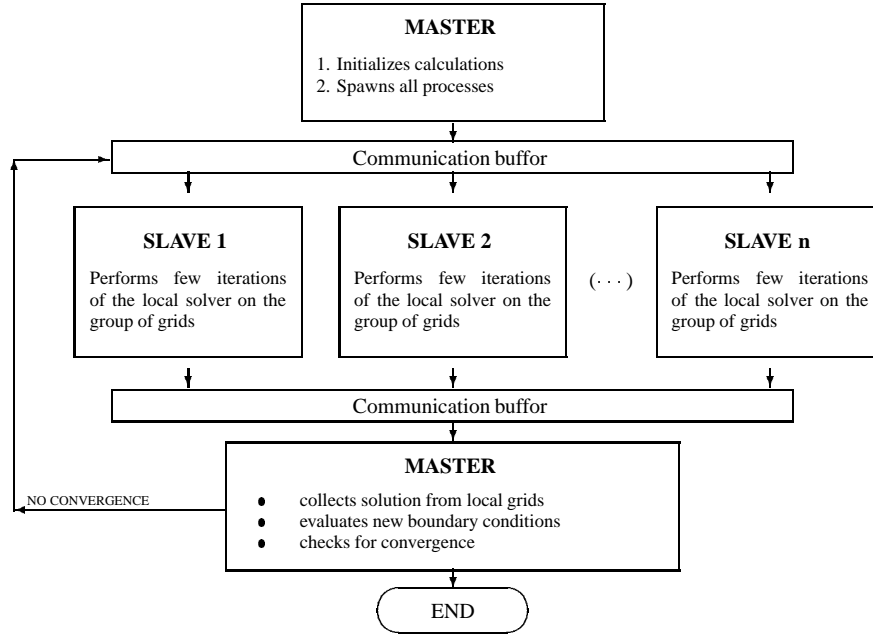 MASTER
1. Initializes calculations
2. Spawns all processes
Communication buffor
SLAVE 1
Performs few iterations
of the local solver on the
group of grids
SLAVE 2
Performs few iterations
of the local solver on the
group of grids
(· · ·)
SLAVE n
Performs few iterations
of the local solver on the
group of grids
Communication buffor
MASTER
● collects solution from local grids
● evaluates new boundary conditions
● checks for convergence
NO CONVERGENCE
END